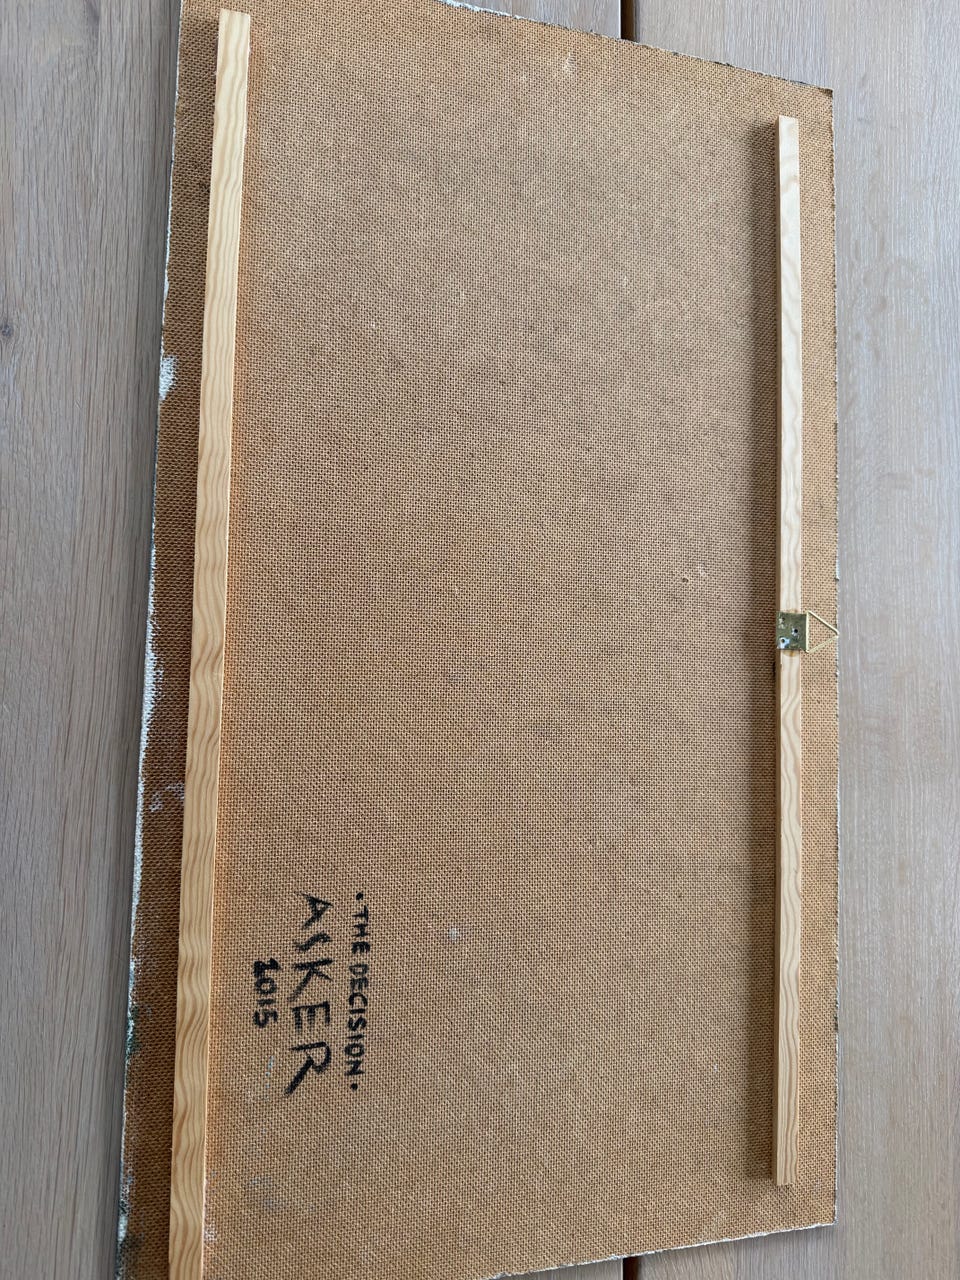 • THE DECISION •
ASKER
2015